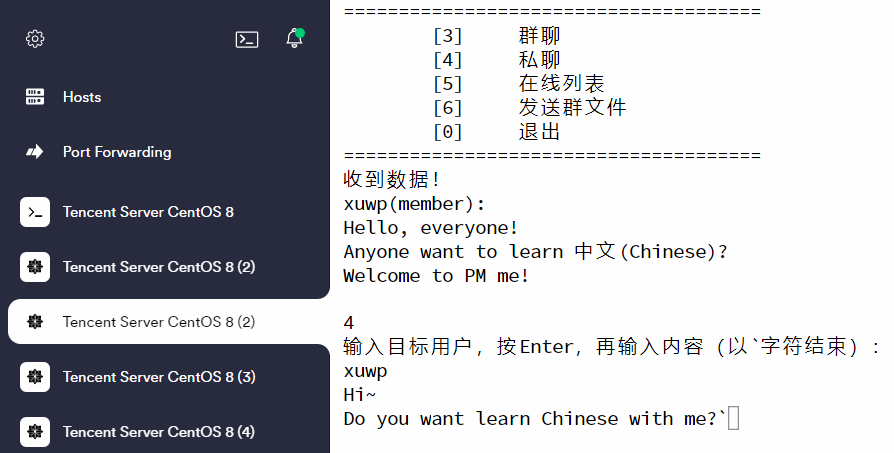 Hosts
Port Forwarding
Tencent Server CentOS 8
Tencent Server CentOS 8 (2)
Tencent Server CentOS 8 (2)
Tencent Server CentOS 8 (3)
Tencent Server CentOS 8 (4)
=======================================
[3] 群聊
[4] 私聊
[5] 在线列表
[6] 发送群文件
[0] 退出
=======================================
收到数据!
xuwp(member):
Hello, everyone!
Anyone want to learn 中文(Chinese)?
Welcome to PM me!
4
输入目标用户，按Enter，再输入内容（以`字符结束）:
xuwp
Hi~
Do you want learn Chinese with me?`